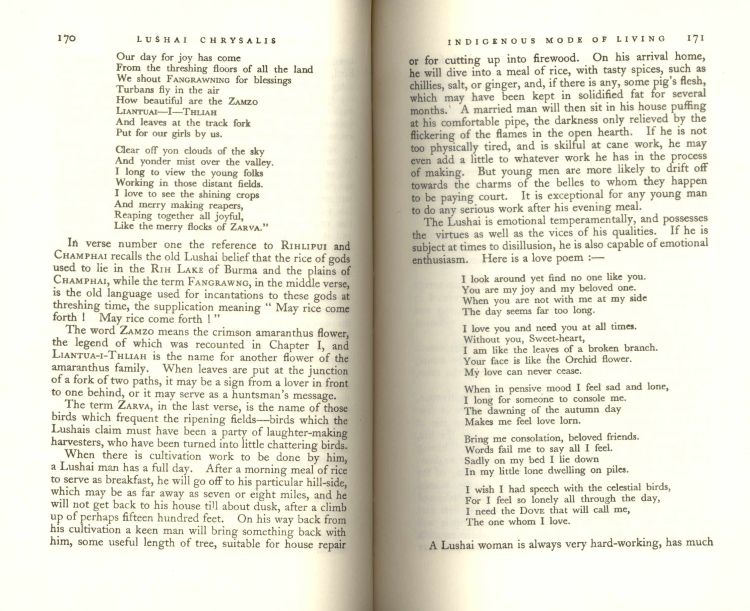 170 LUSHAI CHRYSALIS
Our day for joy has come
From the threshing floors of all the land
We shout FANGRAWNING for blessings
Turbans fly in the air
How beautiful are the ZAMZO
LIANTUAI—I—THLIAH
And leaves at the track fork
Put for our girls by us.
Clear off yon clouds of the sky
And yonder mist over the valley.
I long to view the young folks
Working in those distant fields.
I love to see the shining crops
And merry making reapers,
Reaping together all joyful,
Like the merry flocks of ZARVA."
In verse number one the reference to RIHLIPUI and
CHAMPHAI recalls the old Lushai belief that the rice of gods
used to lie in the RIH LAKE of Burma and the plains of
CHAMPHAI, while the term FANGRAWNG, in the middle verse,
is the old language used for incantations to these gods at
threshing time, the supplication meaning " May rice come
forth ! May rice come forth ! "
The word ZAMZO means the crimson amaranthus flower,
the legend of which was recounted in Chapter I, and
LIANTUA-I-THLIAH is the name for another flower of the
amaranthus family. When leaves are put at the junction
of a fork of two paths, it may be a sign from a lover in front
to one behind, or it may serve as a huntsman's message.
The term ZARVA, in the last verse, is the name of those
birds which frequent the ripening fields—birds which the
Lushais claim must have been a party of laughter-making
harvesters, who have been turned into little chattering birds.
When there is cultivation work to be done by him,
a Lushai man has a full day. After a morning meal of rice
to serve as breakfast, he will go off to his particular hill-side,
which may be as far away as seven or eight miles, and he
will not get back to his house till about dusk, after a climb
up of perhaps fifteen hundred feet. On his way back from
his cultivation a keen man will bring something back with
him, some useful length of tree, suitable for house repair
INDIGENOUS MODE OF LIVING 171
or for cutting up into firewood. On his arrival home,
he will dive into a meal of rice, with tasty spices, such as
chillies, salt, or ginger, and, if there is any, some pig's flesh,
which may have been kept in solidified fat for several
months. A married man will then sit in his house puffing
at his comfortable pipe, the darkness only relieved by the
flickering of the flames in the open hearth. If he is not
too physically tired, and is skilful at cane work, he may
even add a little to whatever work he has in the process
of making. But young men are more likely to drift off
towards the charms of the belles to whom they happen
to be paying court. It is exceptional for any young man
to do any serious work after his evening meal.
The Lushai is emotional temperamentally, and possesses
the virtues as well as the vices of his qualities. If he is
subject at times to disillusion, he is also capable of emotional
enthusiasm. Here is a love poem :—
I look around yet find no one like you.
You are my joy and my beloved one.
When you are not with me at my side
The day seems far too long.
I love you and need you at all times.
Without you, Sweet-heart,
I am like the leaves of a broken branch.
Your face is like the Orchid flower.
My love can never cease.
When in pensive mood I feel sad and lone,
I long for someone to console me.
The dawning of the autumn day
Makes me feel love lorn.
Bring me consolation, beloved friends.
Words fail me to say all I feel.
Sadly on my bed I lie down
In my little lone dwelling on piles.
I wish I had speech with the celestial birds,
For I feel so lonely all through the day,
I need the DOVE that will call me,
The one whom I love.
A Lushai woman is always very hard-working, has much